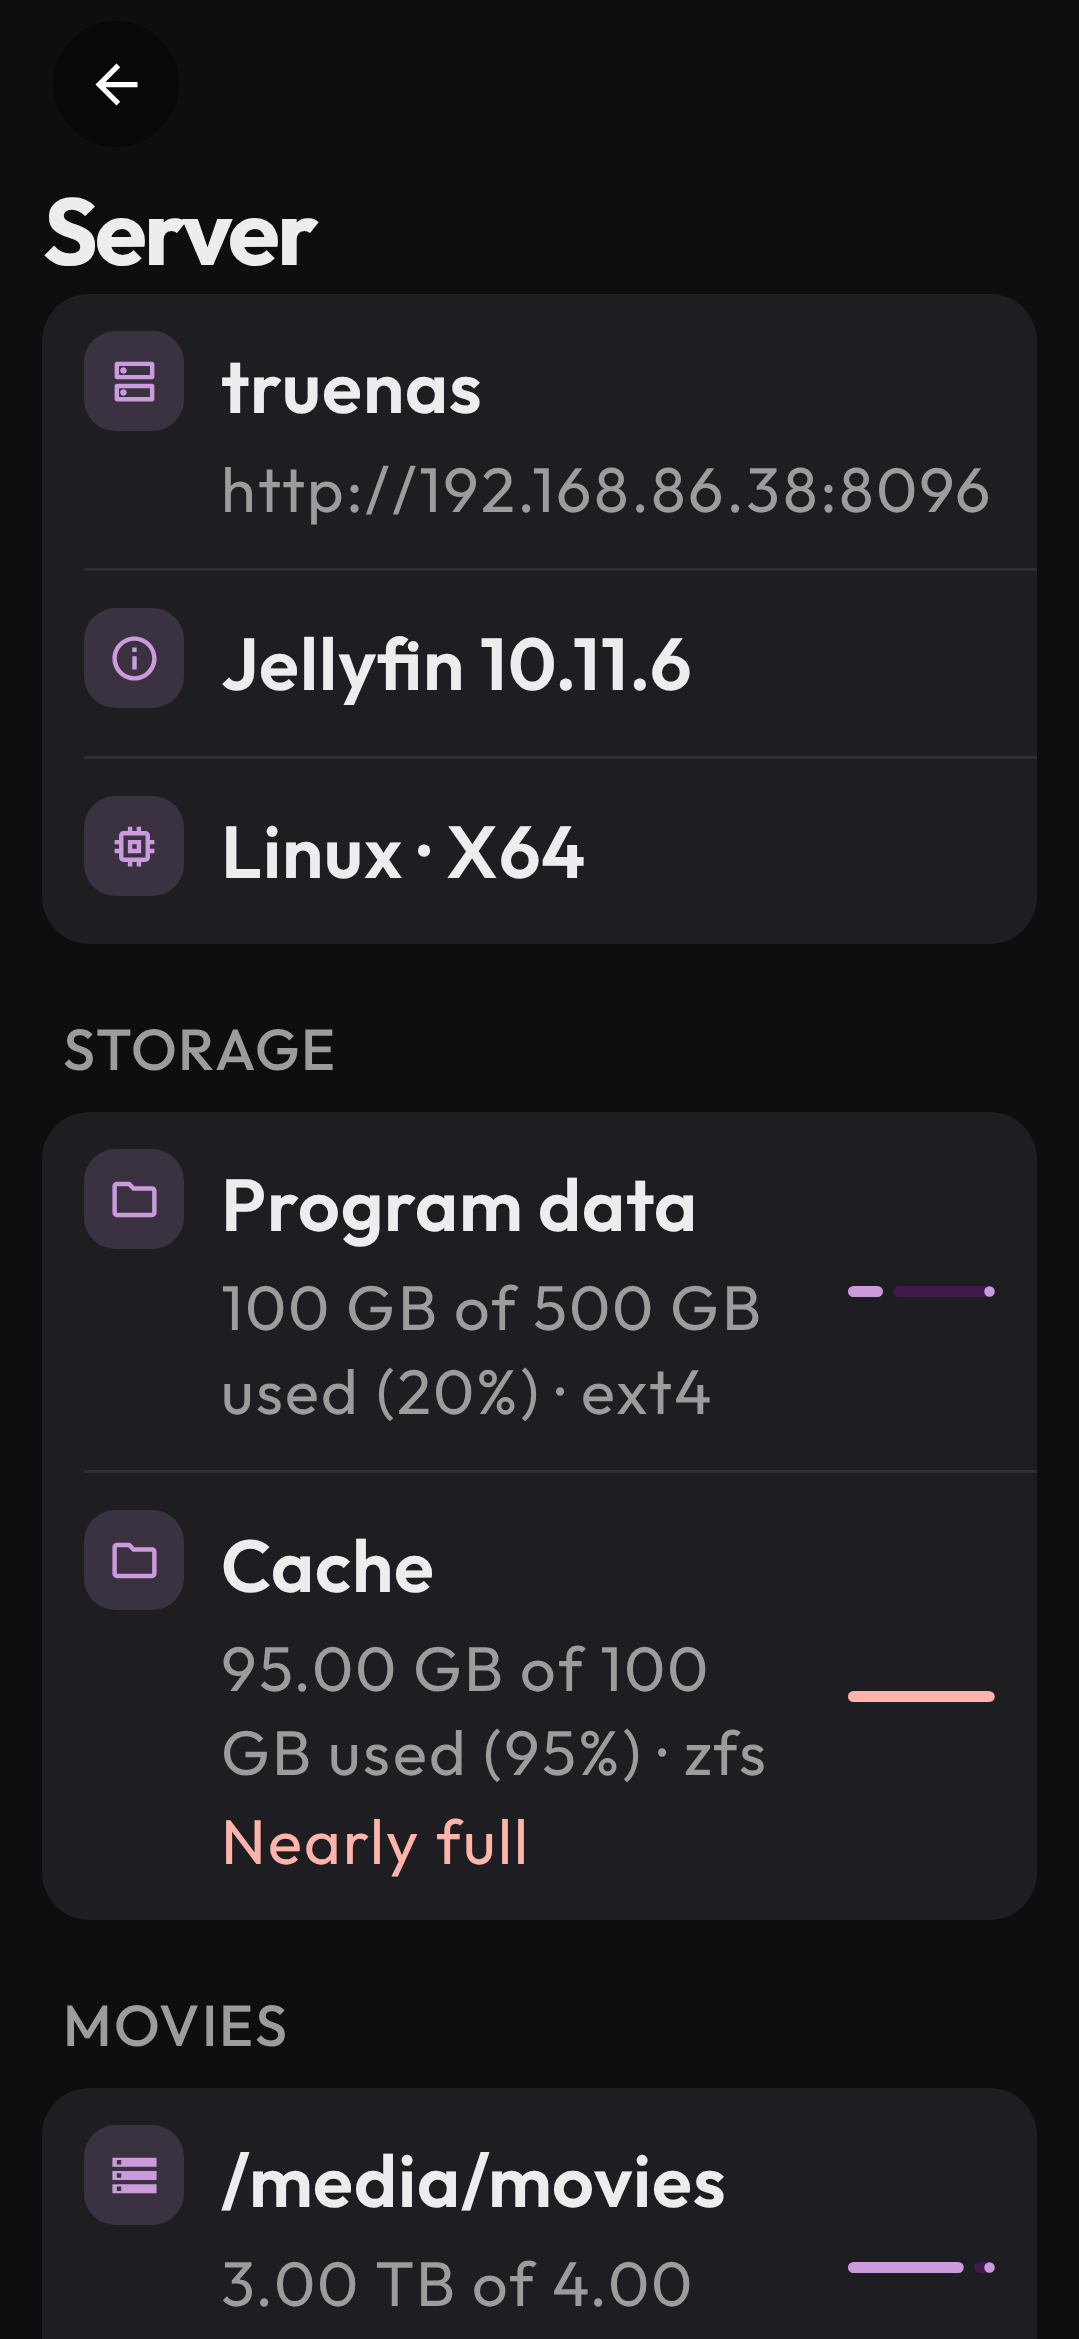 Server
truenas
http://192.168.86.38:8096
Jellyfin 10.11.6
Linux · X64
STORAGE
Program data
100 GB of 500 GB
used (20%) · ext4
Cache
95.00 GB of 100
GB used (95%) · zfs
Nearly full
MOVIES
/media/movies
3.00 TB of 4.00